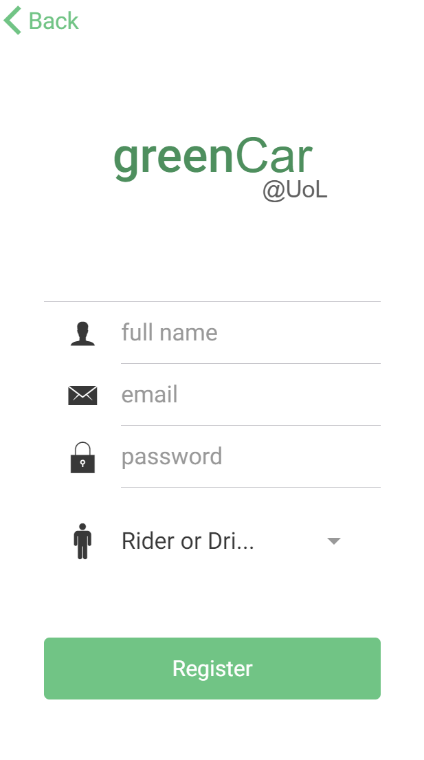 Back
greenCar
@UoL
full name
email
password
Rider or Dri...
Register